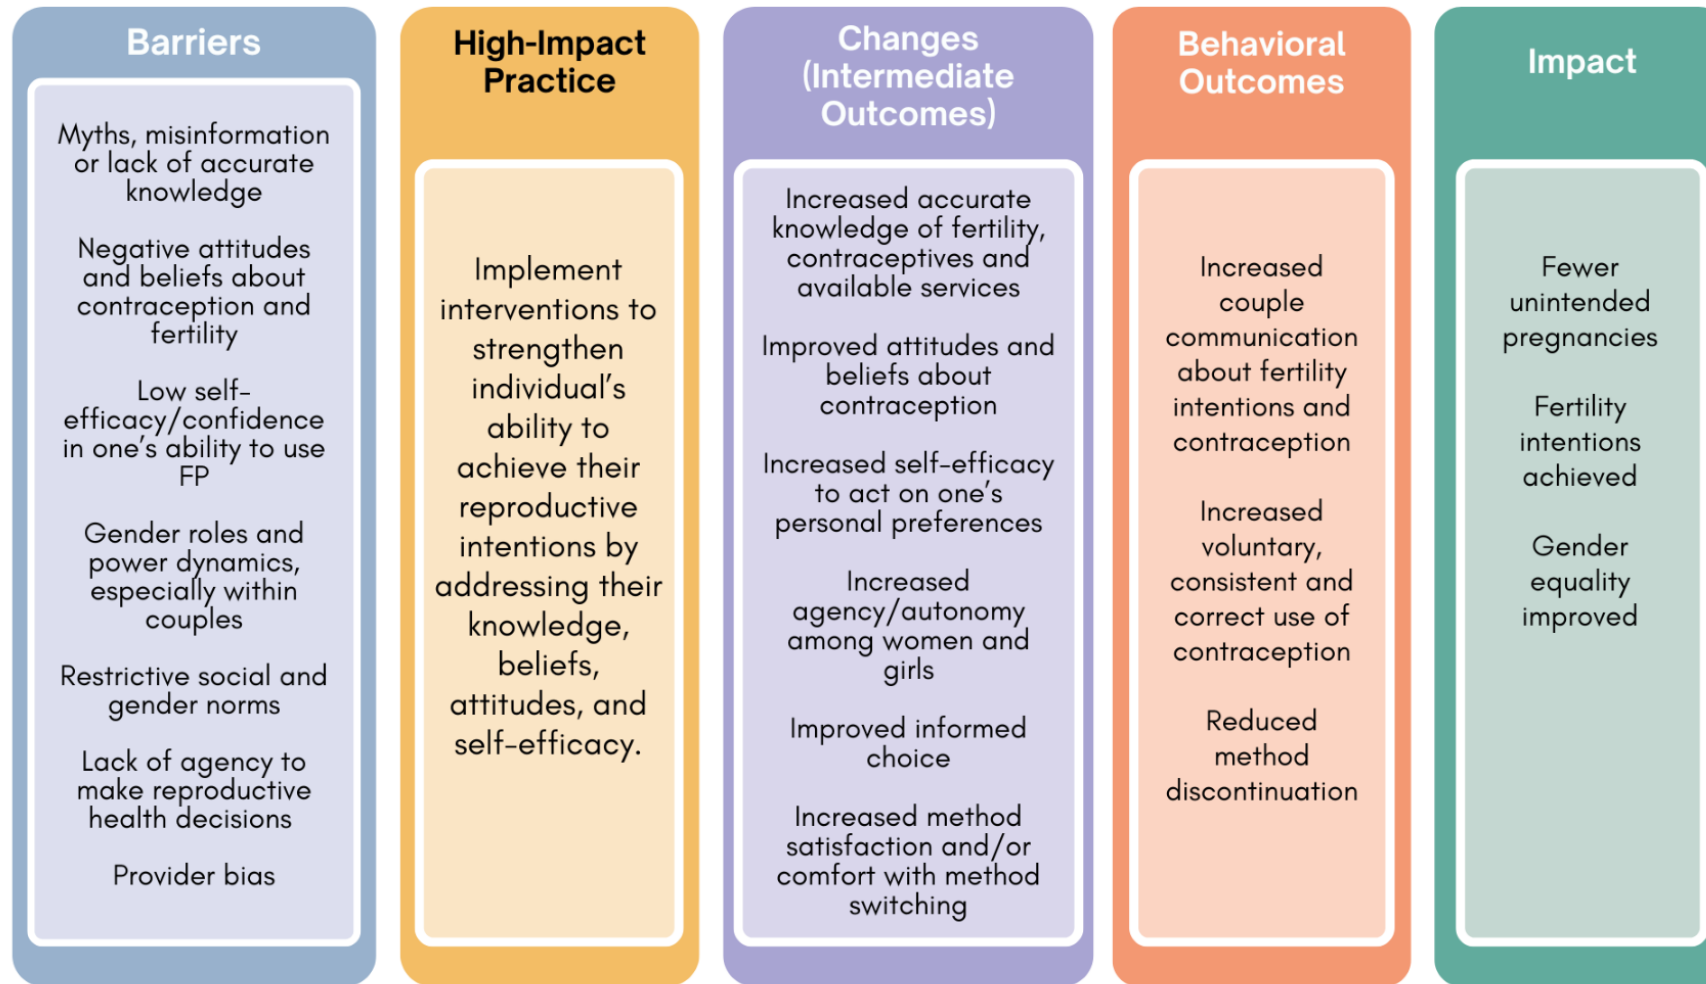 Barriers
Myths, misinformation
or lack of accurate
knowledge
Negative attitudes
and beliefs about
contraception and
fertility
Low self-
efficacy/confidence
in one's ability to use
FP
Gender roles and
power dynamics,
especially within
couples
Restrictive social and
gender norms
Lack of agency to
make reproductive
health decisions
Provider bias
High-Impact
Practice
Implement
interventions to
strengthen
individual's
ability to
achieve their
reproductive
intentions by
addressing their
knowledge,
beliefs,
attitudes, and
self-efficacy.
Changes
(Intermediate
Outcomes)
Increased accurate
knowledge of fertility,
contraceptives and
available services
Improved attitudes and
beliefs about
contraception
Increased self-efficacy
to act on one's
personal preferences
Increased
agency/autonomy
among women and
girls
Improved informed
choice
Increased method
satisfaction and/or
comfort with method
switching
Behavioral
Outcomes
Increased
couple
communication
about fertility
intentions and
contraception
Increased
voluntary,
consistent and
correct use of
contraception
Reduced
method
discontinuation
Impact
Fewer
unintended
pregnancies
Fertility
intentions
achieved
Gender
equality
improved